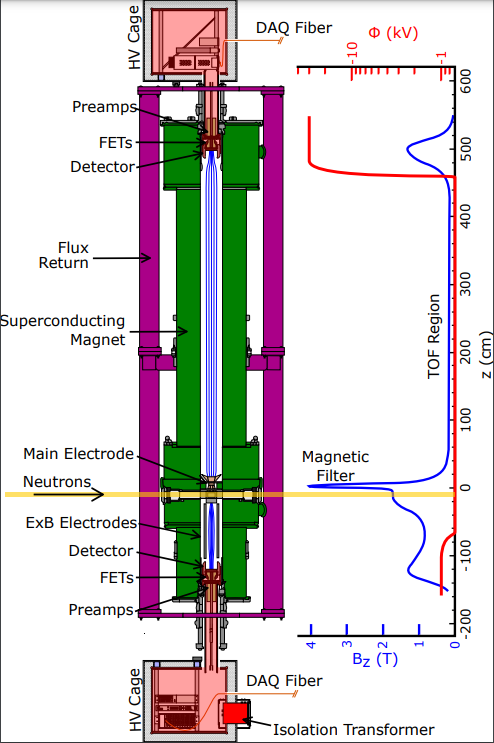 HV Cage
DAQ Fiber
Preamps
FETs
Detector
Flux
Return
Superconducting
Magnet
Main Electrode
Neutrons
ExB Electrodes
Detector
FETs
Preamps
HV Cage
DAQ Fiber
Isolation Transformer
Φ (kV)
-10
-1
600
500
400
300
200
100
0
-100
-200
z (cm)
TOF Region
Magnetic
Filter
4
3
2
1
0
Bz (T)